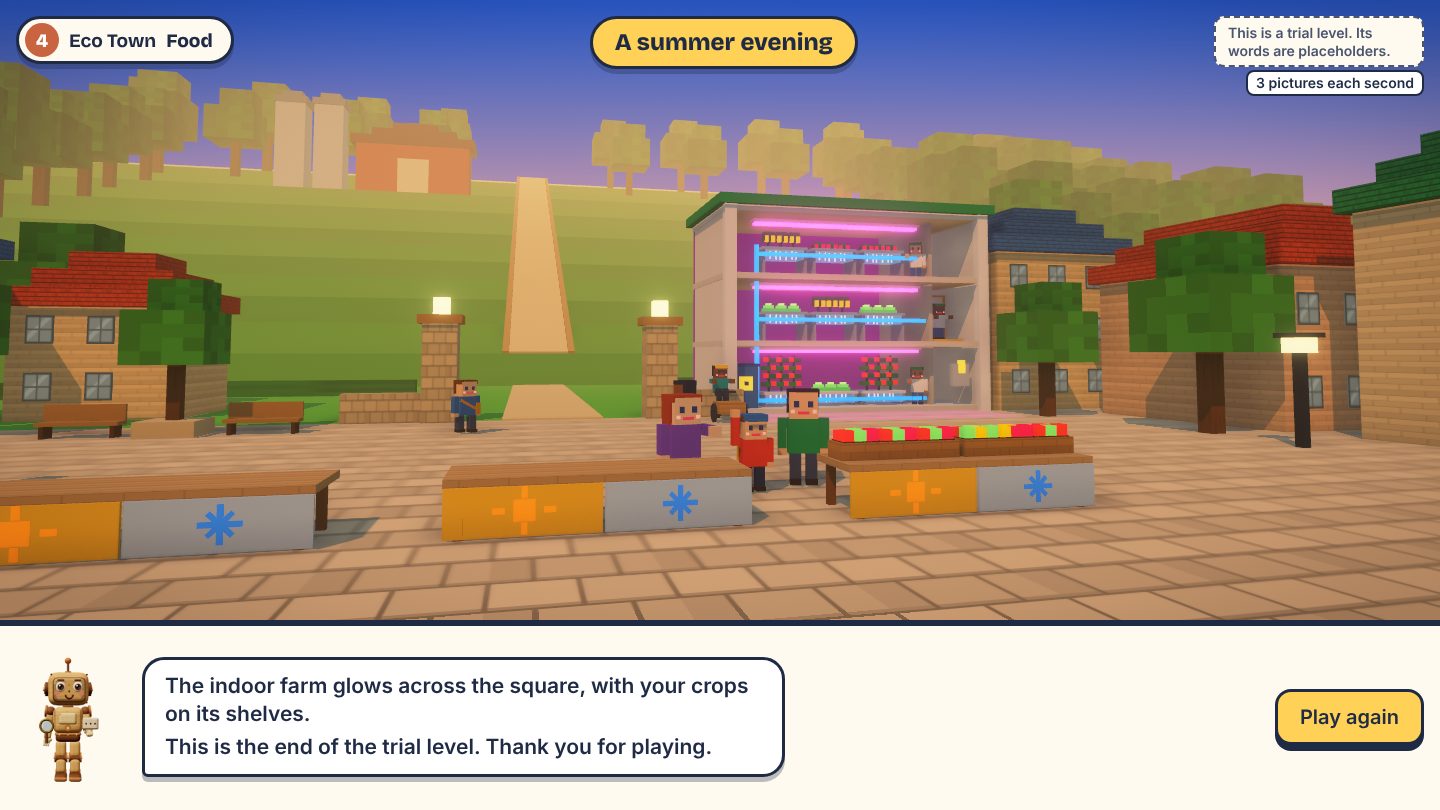 4 Eco Town Food
A summer evening
This is a trial level. Its
words are placeholders.
3 pictures each second
The indoor farm glows across the square, with your crops
on its shelves.
This is the end of the trial level. Thank you for playing.
Play again